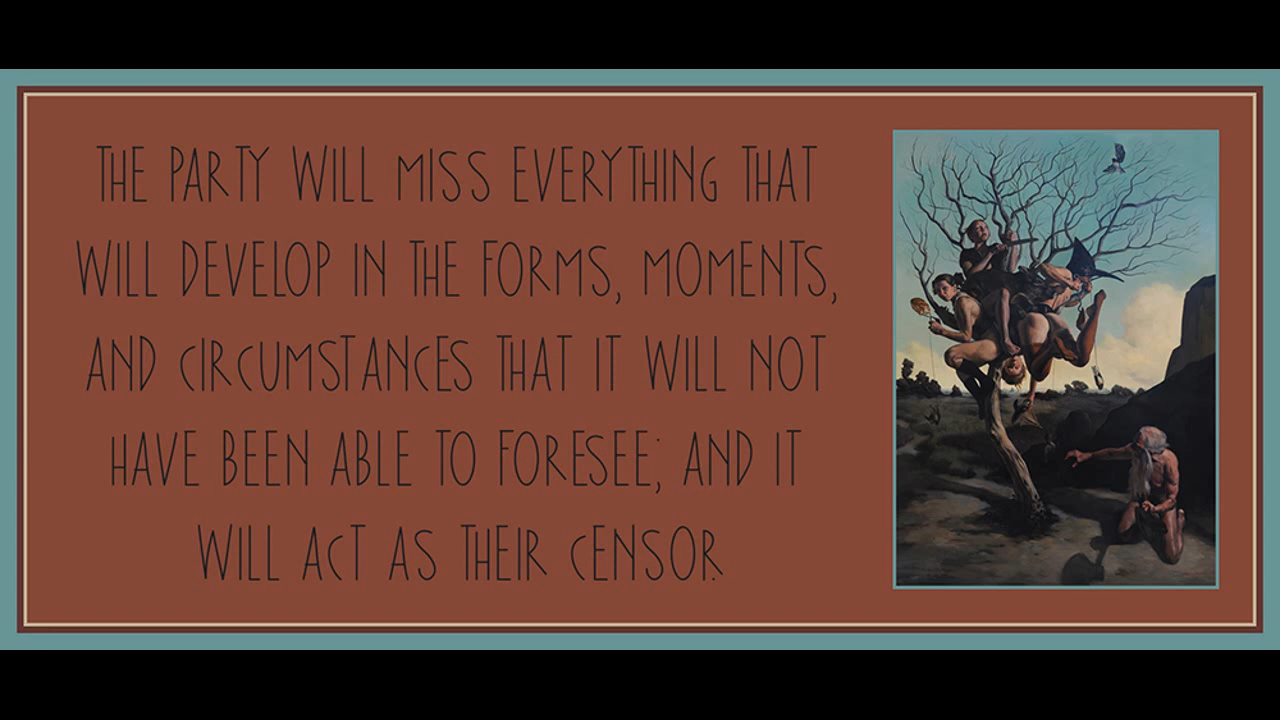 THE PARTY WILL MISS EVERYTHING THAT
WILL DEVELOP IN THE FORMS, MOMENTS,
AND CIRCUMSTANCES THAT IT WILL NOT
HAVE BEEN ABLE TO FORESEE; AND IT
WILL ACT AS THEIR CENSOR.